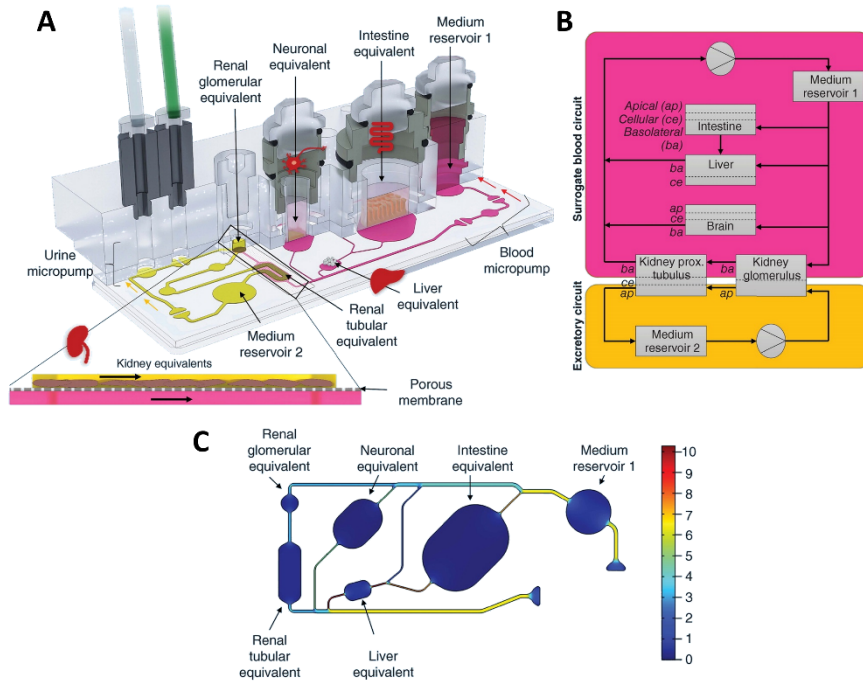 A
Renal
glomerular
equivalent
Neuronal
equivalent
Intestine
equivalent
Medium
reservoir 1
Urine
micropump
Blood
micropump
Liver
equivalent
Renal
tubular
equivalent
Medium
reservoir 2
Kidney equivalents
Porous
membrane
B
Surrogate blood circuit
Excretory circuit
Medium
reservoir 1
Apical (ap)
Cellular (ce)
Basolateral
(ba)
Intestine
Liver
ba
ce
ap
ce
ba
Brain
Kidney prox.
tubulus
ba
ce
ap
Kidney
glomerulus
ba
ap
Medium
reservoir 2
C
Renal
glomerular
equivalent
Neuronal
equivalent
Intestine
equivalent
Medium
reservoir 1
Renal
tubular
equivalent
Liver
equivalent
10
9
8
7
6
5
4
3
2
1
0